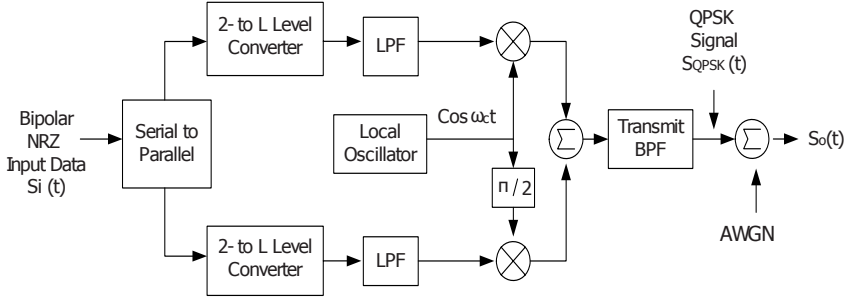 2- to L Level
Converter
LPF
QPSK
Signal
SQPSK (t)
Bipolar
NRZ
Input Data
Si (t)
Serial to
Parallel
Local
Oscillator
Cos ωct
Σ
Transmit
BPF
Σ
So(t)
π / 2
AWGN
2- to L Level
Converter
LPF